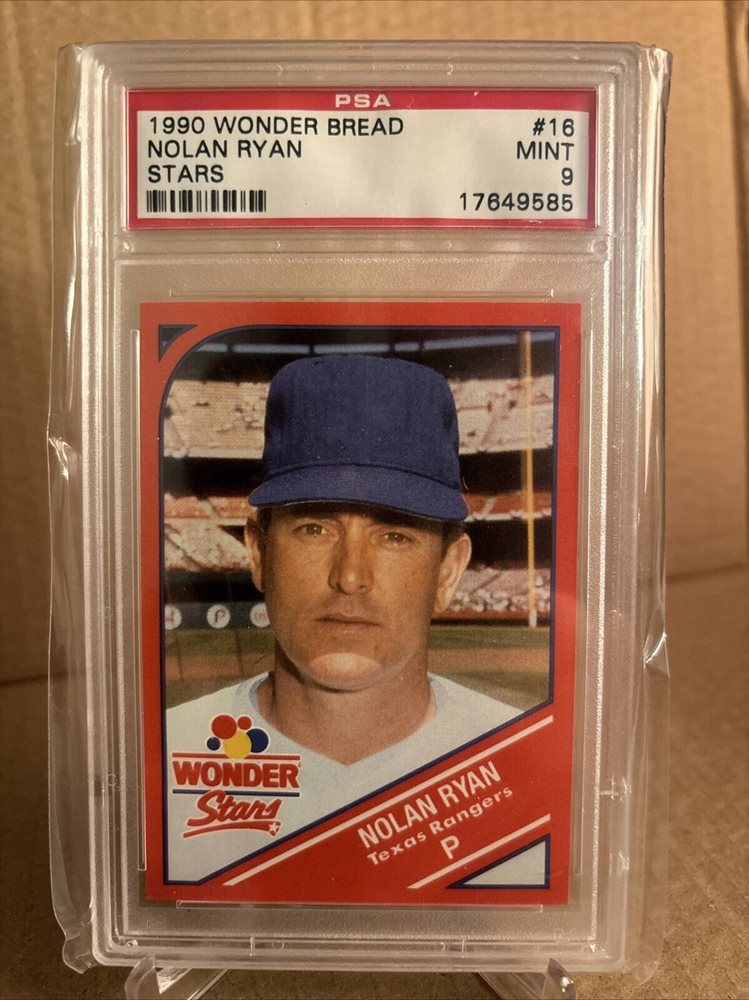 PSA
1990 WONDER BREAD #16
NOLAN RYAN MINT
STARS 9
17649585
WONDER
Stars
NOLAN RYAN
Texas Rangers
P